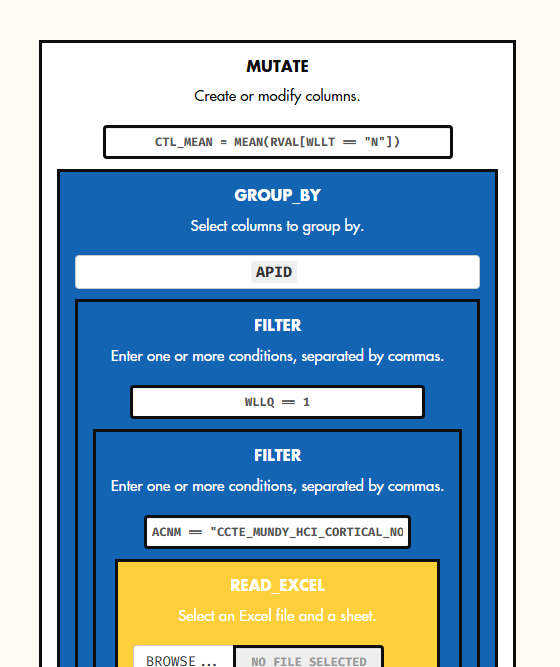 MUTATE
Create or modify columns.
CTL_MEAN = MEAN(RVAL[WLLT == "N"])
GROUP_BY
Select columns to group by.
APID
FILTER
Enter one or more conditions, separated by commas.
WLLQ == 1
FILTER
Enter one or more conditions, separated by commas.
ACNM == "CCTE_MUNDY_HCI_CORTICAL_NO
READ_EXCEL
Select an Excel file and a sheet.
BROWSE... NO FILE SELECTED